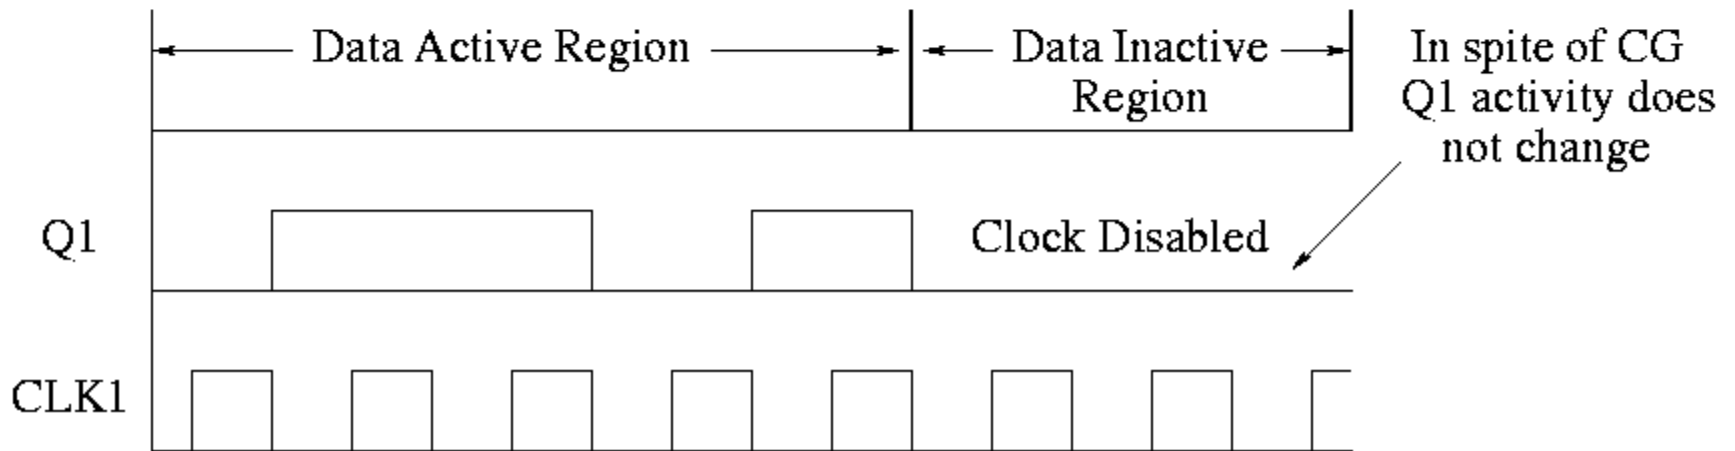 Data Active Region
Data Inactive
Region
In spite of CG
Q1 activity does
not change
Q1
Clock Disabled
CLK1